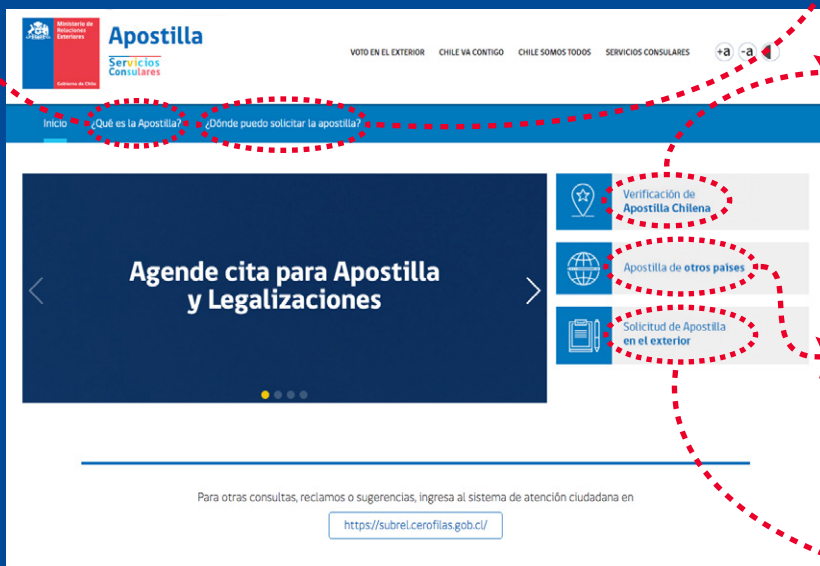 Ministerio de
Relaciones
Exteriores
Gobierno de Chile
Apostilla
Servicios
Consulares
VOTO EN EL EXTERIOR CHILE VA CONTIGO CHILE SOMOS TODOS SERVICIOS CONSULARES +a -a
Inicio ¿Qué es la Apostilla? ¿Dónde puedo solicitar la apostilla?
Agende cita para Apostilla
y Legalizaciones
Verificación de
Apostilla Chilena
Apostilla de otros países
Solicitud de Apostilla
en el exterior
Para otras consultas, reclamos o sugerencias, ingresa al sistema de atención ciudadana en
https://subrel.cerofilas.gob.cl/